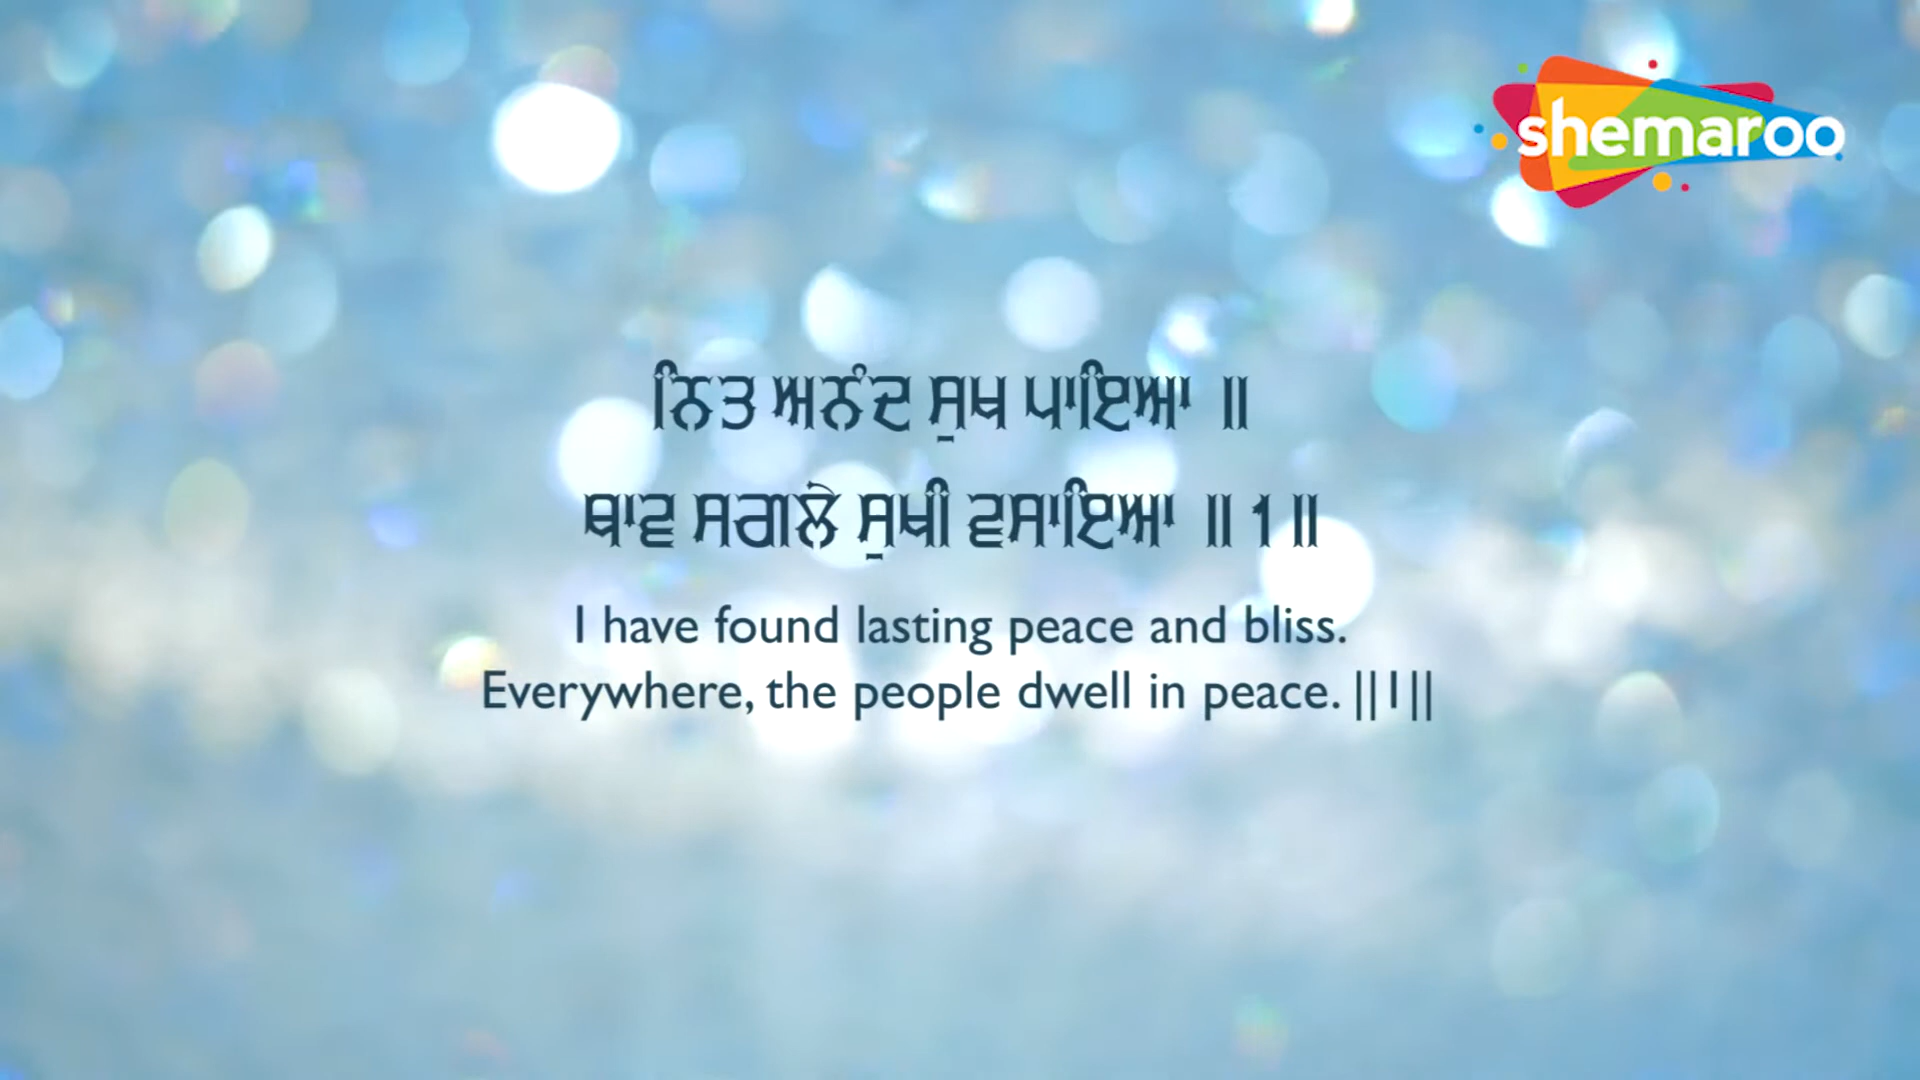 shemaroo
ਨਿਤ ਅਨੰਦ ਸੁਖ ਪਾਇਆ ॥
ਥਾਵ ਸਗਲੇ ਸੁਖੀ ਵਸਾਇਆ ॥ 1 ॥
I have found lasting peace and bliss.
Everywhere, the people dwell in peace. ||1||